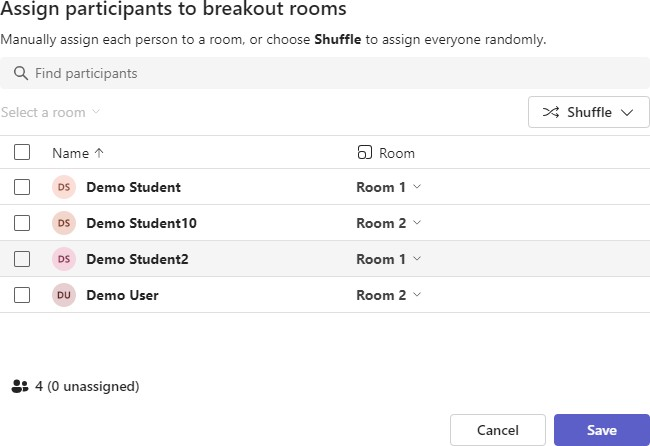 Assign participants to breakout rooms
Manually assign each person to a room, or choose Shuffle to assign everyone randomly.
Find participants
Select a room
Shuffle
Name Room
DS Demo Student Room 1
DS Demo Student10 Room 2
DS Demo Student2 Room 1
DU Demo User Room 2
4 (0 unassigned)
Cancel Save